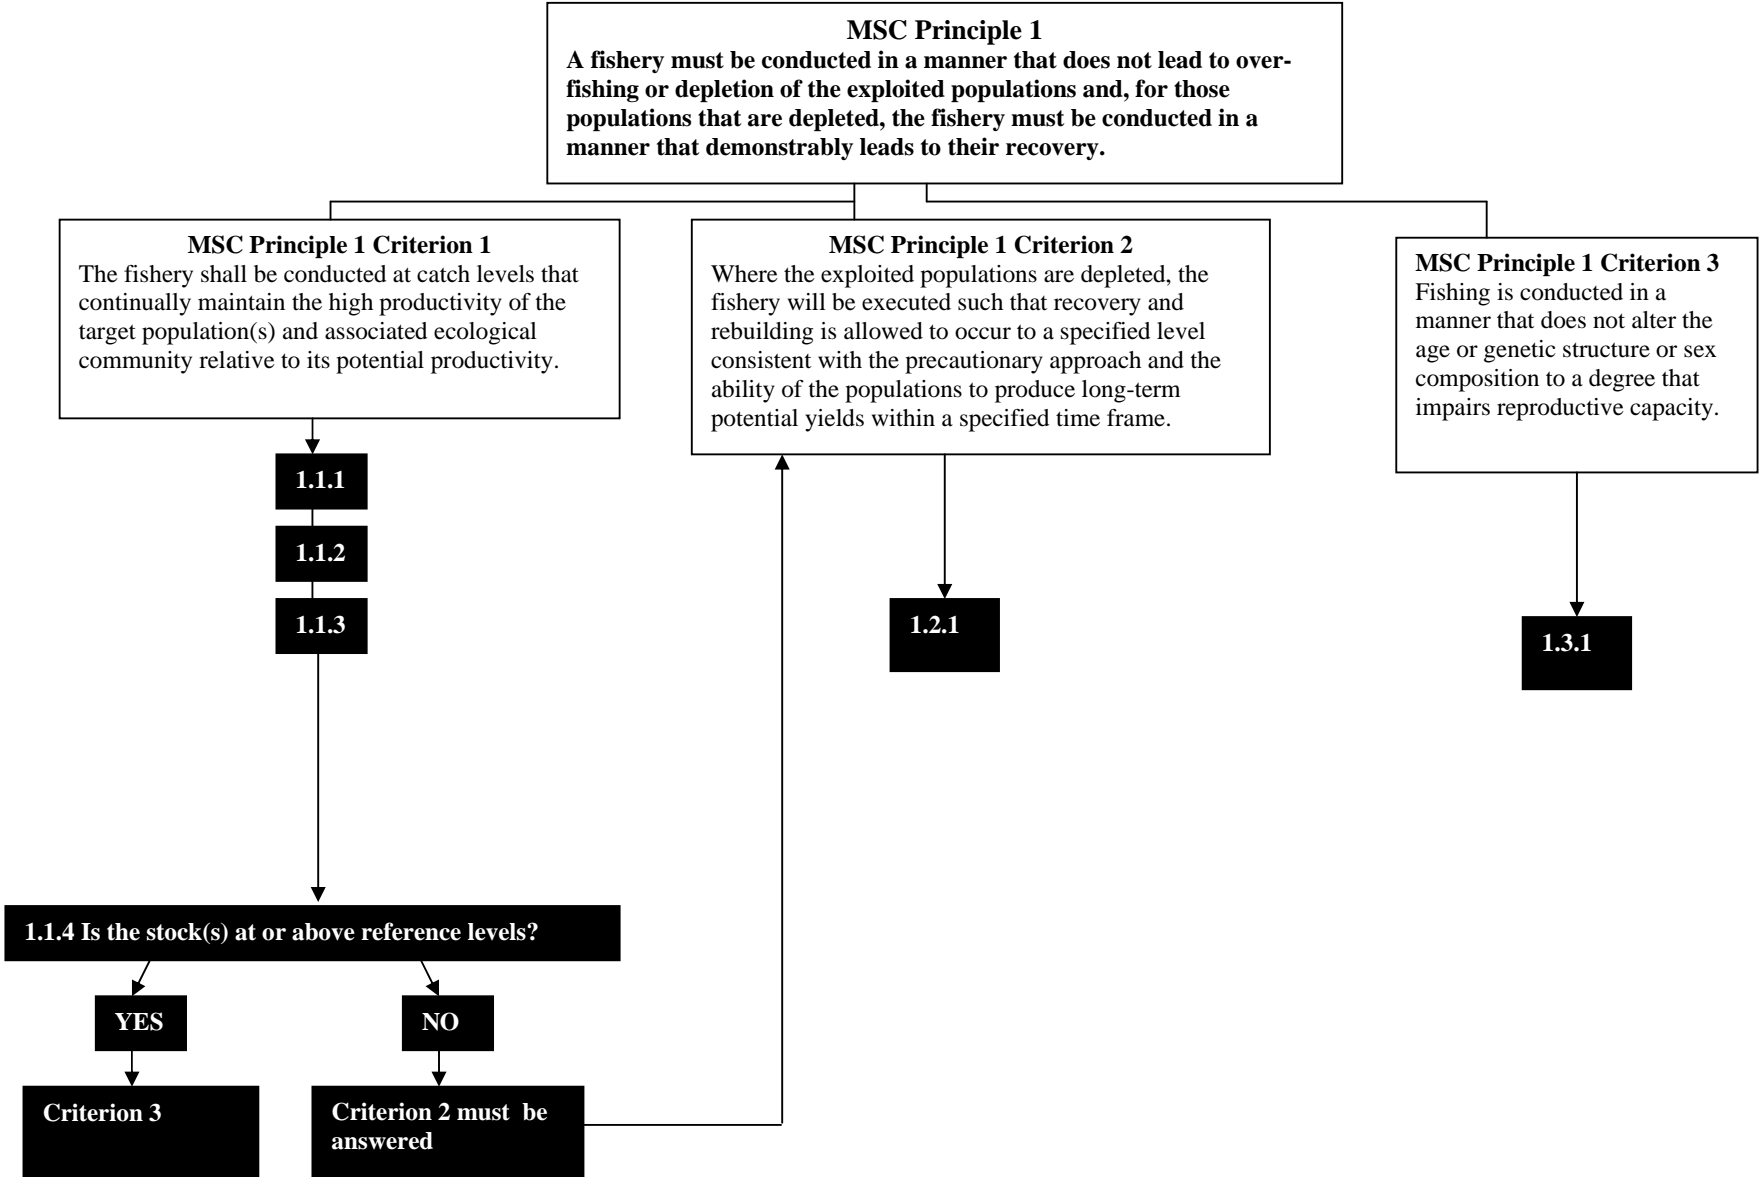 MSC Principle 1
A fishery must be conducted in a manner that does not lead to over-
fishing or depletion of the exploited populations and, for those
populations that are depleted, the fishery must be conducted in a
manner that demonstrably leads to their recovery.
MSC Principle 1 Criterion 1
The fishery shall be conducted at catch levels that
continually maintain the high productivity of the
target population(s) and associated ecological
community relative to its potential productivity.
MSC Principle 1 Criterion 2
Where the exploited populations are depleted, the
fishery will be executed such that recovery and
rebuilding is allowed to occur to a specified level
consistent with the precautionary approach and the
ability of the populations to produce long-term
potential yields within a specified time frame.
MSC Principle 1 Criterion 3
Fishing is conducted in a
manner that does not alter the
age or genetic structure or sex
composition to a degree that
impairs reproductive capacity.
1.1.1
1.1.2
1.1.3
1.2.1
1.3.1
1.1.4 Is the stock(s) at or above reference levels?
YES
NO
Criterion 3
Criterion 2 must be
answered